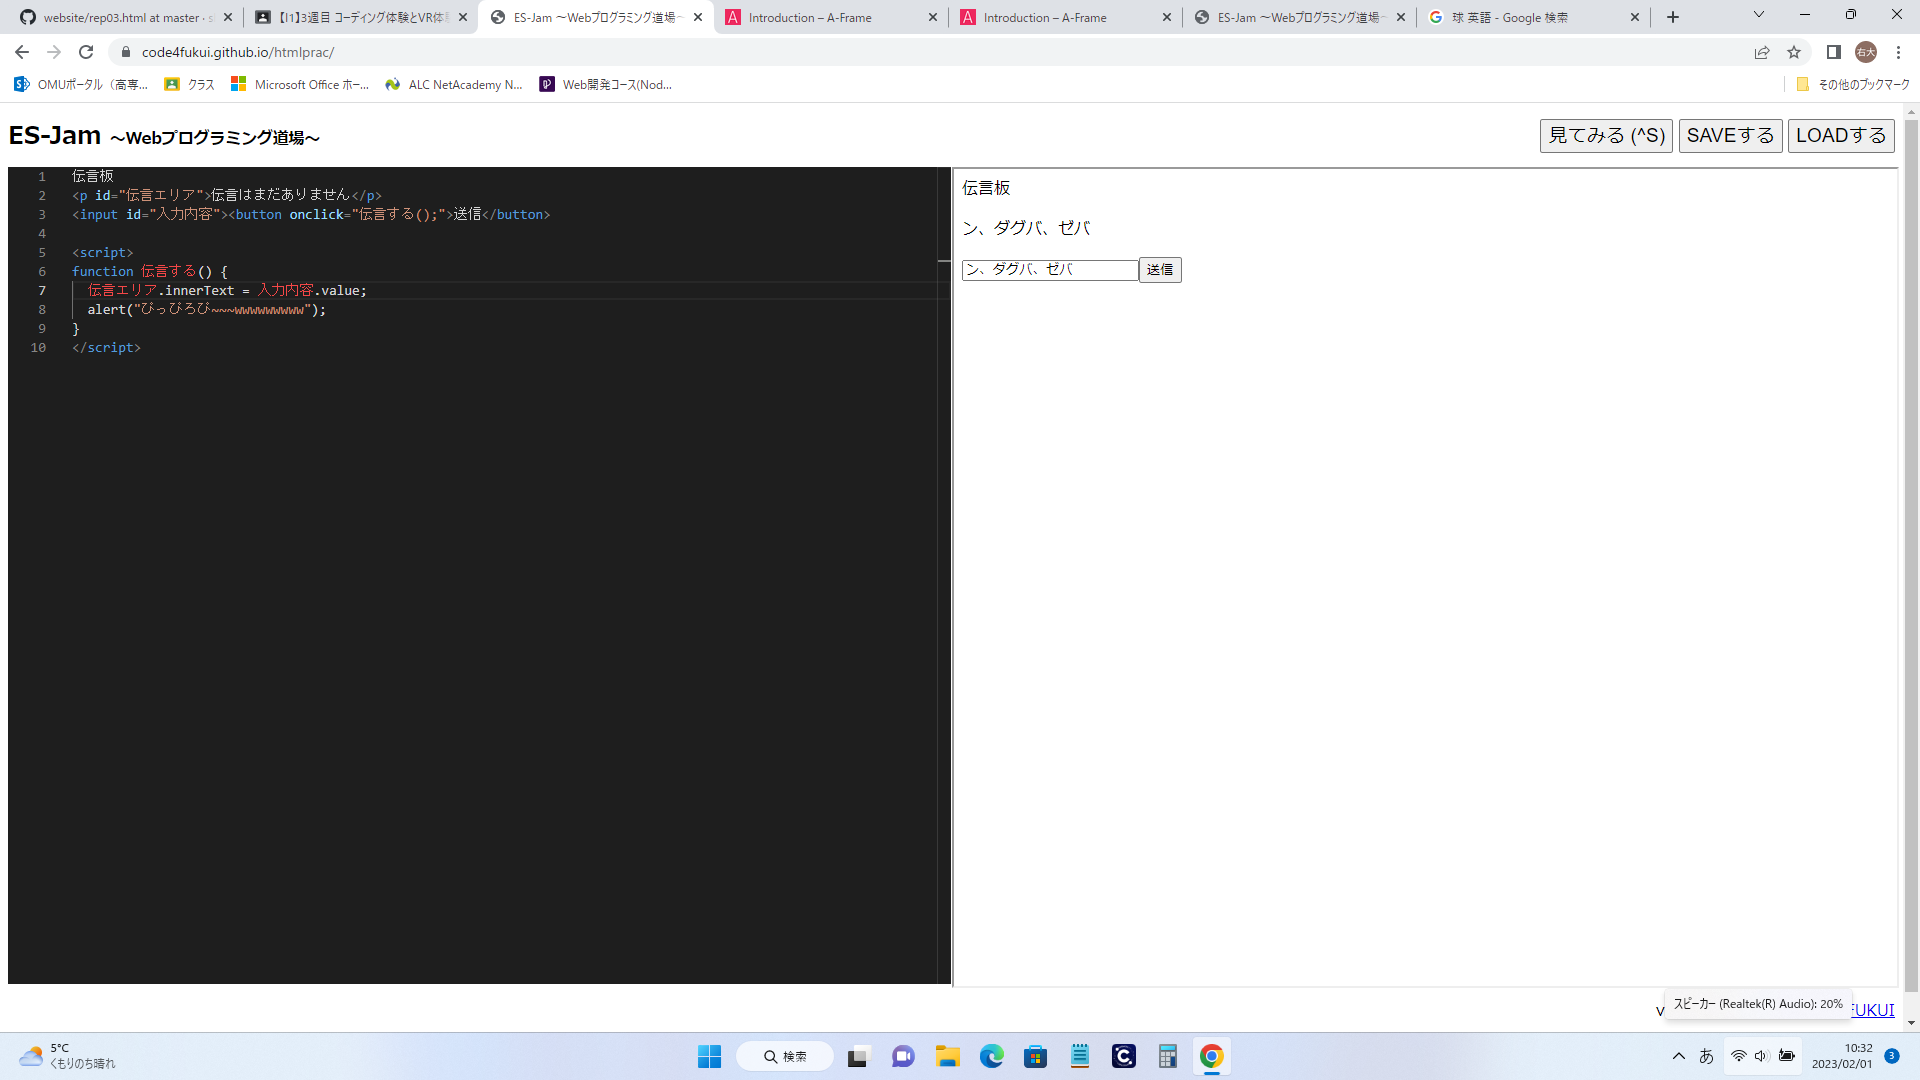 website/rep03.html at master · s
【I1】3週目 コーディング体験とVR体
ES-Jam 〜Webプログラミング道場〜
Introduction – A-Frame
Introduction – A-Frame
ES-Jam 〜Webプログラミング道場〜
球 英語 - Google 検索
code4fukui.github.io/htmlprac/
右大
OMUポータル（高専...
クラス
Microsoft Office ホー...
ALC NetAcademy N...
Web開発コース(Nod...
その他のブックマーク
ES-Jam 〜Webプログラミング道場〜
見てみる (^S)
SAVEする
LOADする
1 伝言板
2 <p id="伝言エリア">伝言はまだありません</p>
3 <input id="入力内容"><button onclick="伝言する();">送信</button>
4
5 <script>
6 function 伝言する() {
7 伝言エリア.innerText = 入力内容.value;
8 alert("びっびろび~~~wwwwwwwww");
9 }
10 </script>
伝言板
ン、ダグバ、ゼバ
ン、ダグバ、ゼバ
送信
スピーカー (Realtek(R) Audio): 20%
FUKUI
5°C
くもりのち晴れ
検索
あ
10:32
2023/02/01
3